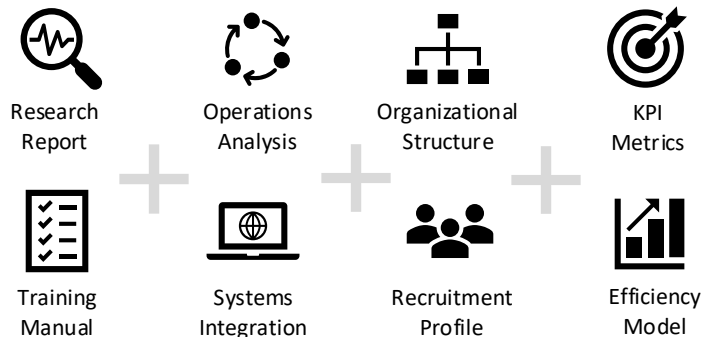 Research
Report
Operations
Analysis
Organizational
Structure
KPI
Metrics
Training
Manual
Systems
Integration
Recruitment
Profile
Efficiency
Model